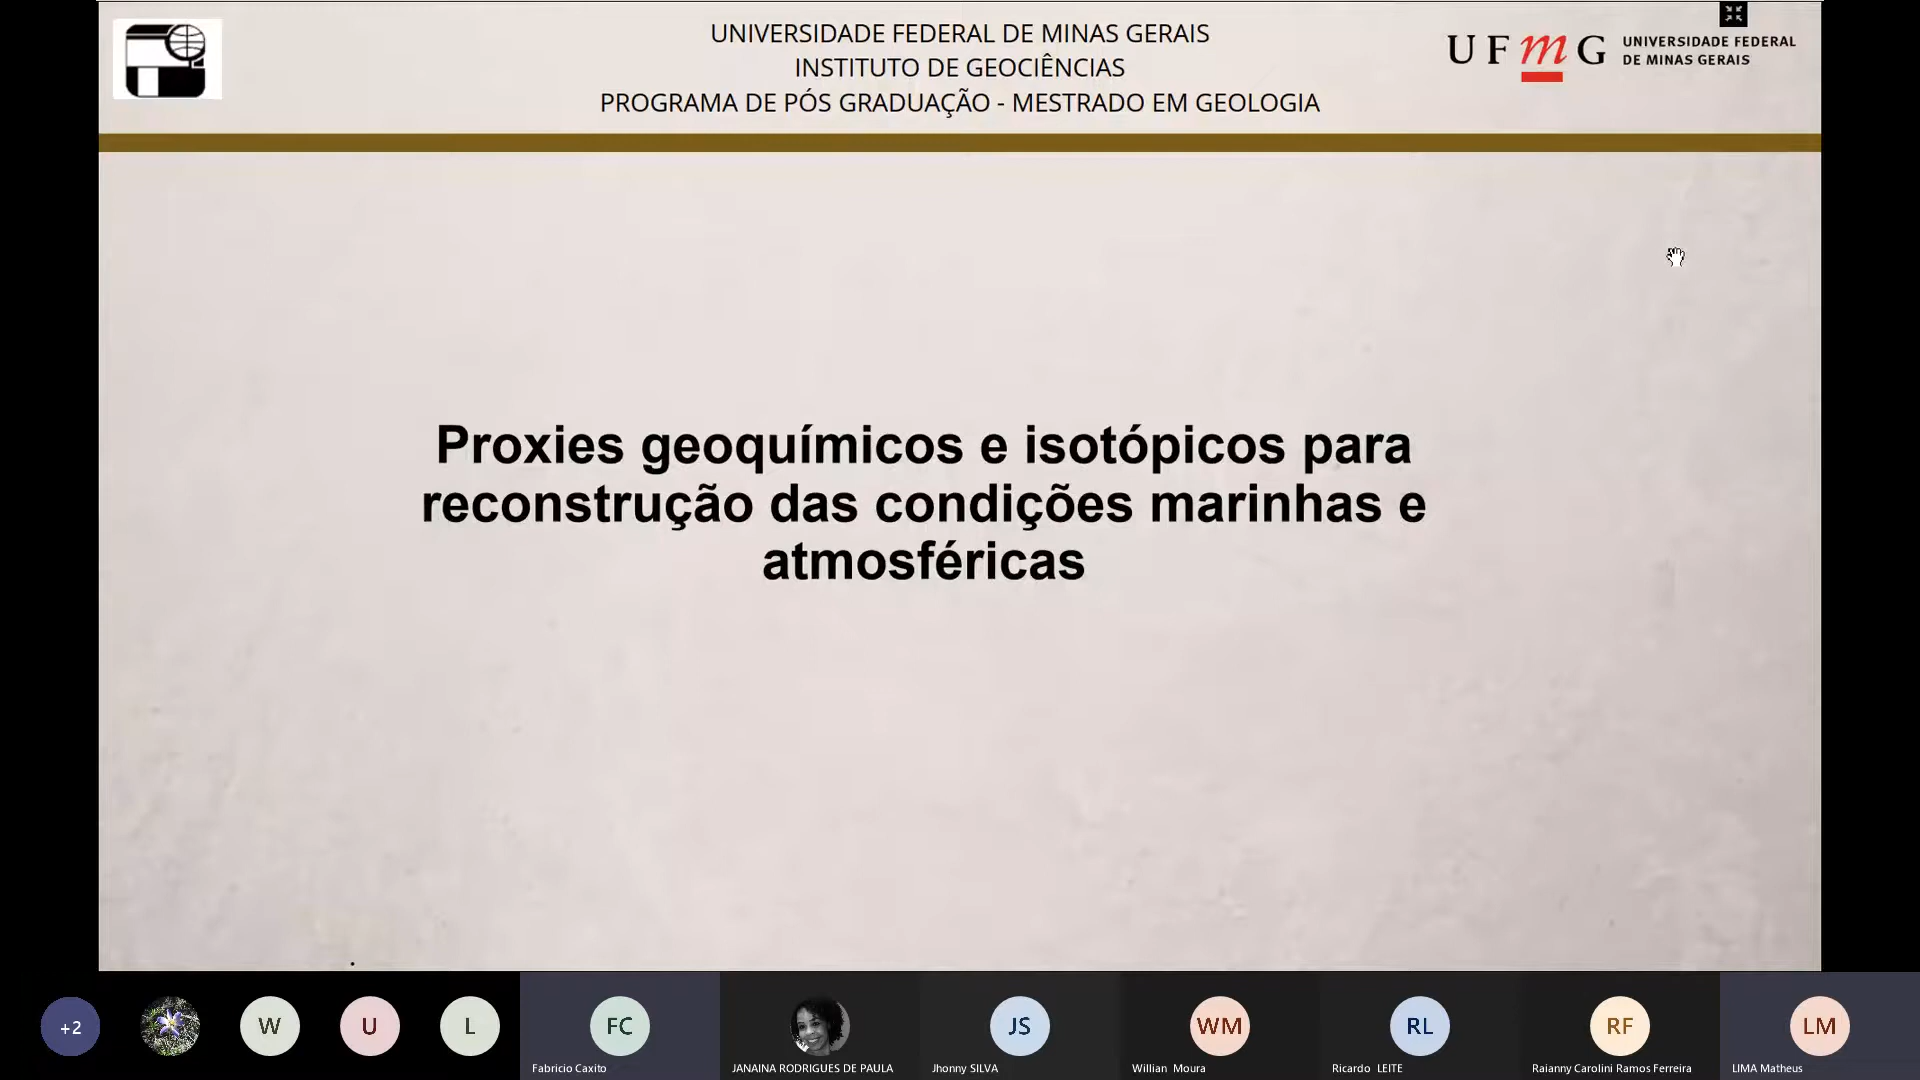 UNIVERSIDADE FEDERAL DE MINAS GERAIS
INSTITUTO DE GEOCIÊNCIAS
PROGRAMA DE PÓS GRADUAÇÃO - MESTRADO EM GEOLOGIA
UFmG
UNIVERSIDADE FEDERAL
DE MINAS GERAIS
Proxies geoquímicos e isotópicos para
reconstrução das condições marinhas e
atmosféricas
+2
W
U
L
FC
JS
WM
RL
RF
LM
Fabricio Caxito
JANAINA RODRIGUES DE PAULA
Jhonny SILVA
Willian Moura
Ricardo LEITE
Raianny Carolini Ramos Ferreira
LIMA Matheus